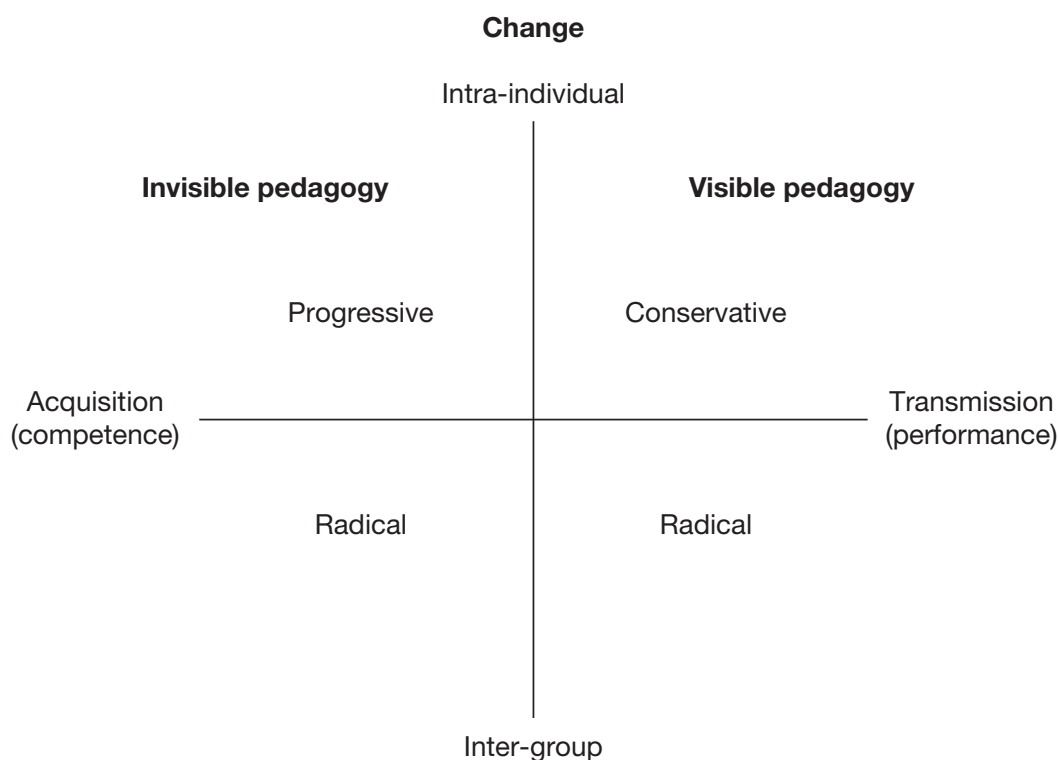 Change
Intra-individual
Invisible pedagogy
Visible pedagogy
Progressive
Conservative
Acquisition
(competence)
Transmission
(performance)
Radical
Radical
Inter-group